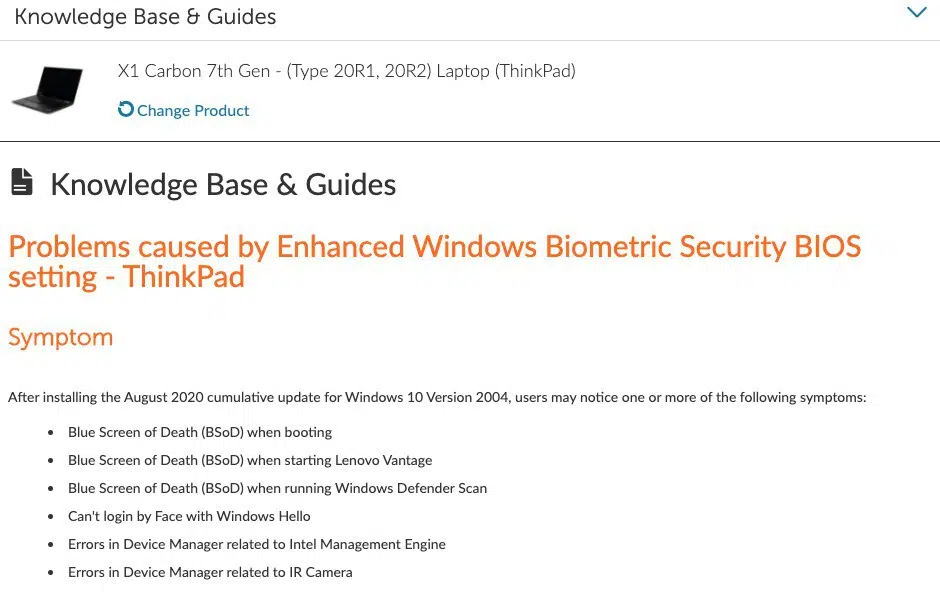 Knowledge Base & Guides
X1 Carbon 7th Gen - (Type 20R1, 20R2) Laptop (ThinkPad)
Change Product
Knowledge Base & Guides
Problems caused by Enhanced Windows Biometric Security BIOS
setting - ThinkPad
Symptom
After installing the August 2020 cumulative update for Windows 10 Version 2004, users may notice one or more of the following symptoms:
• Blue Screen of Death (BSoD) when booting
• Blue Screen of Death (BSoD) when starting Lenovo Vantage
• Blue Screen of Death (BSoD) when running Windows Defender Scan
• Can't login by Face with Windows Hello
• Errors in Device Manager related to Intel Management Engine
• Errors in Device Manager related to IR Camera